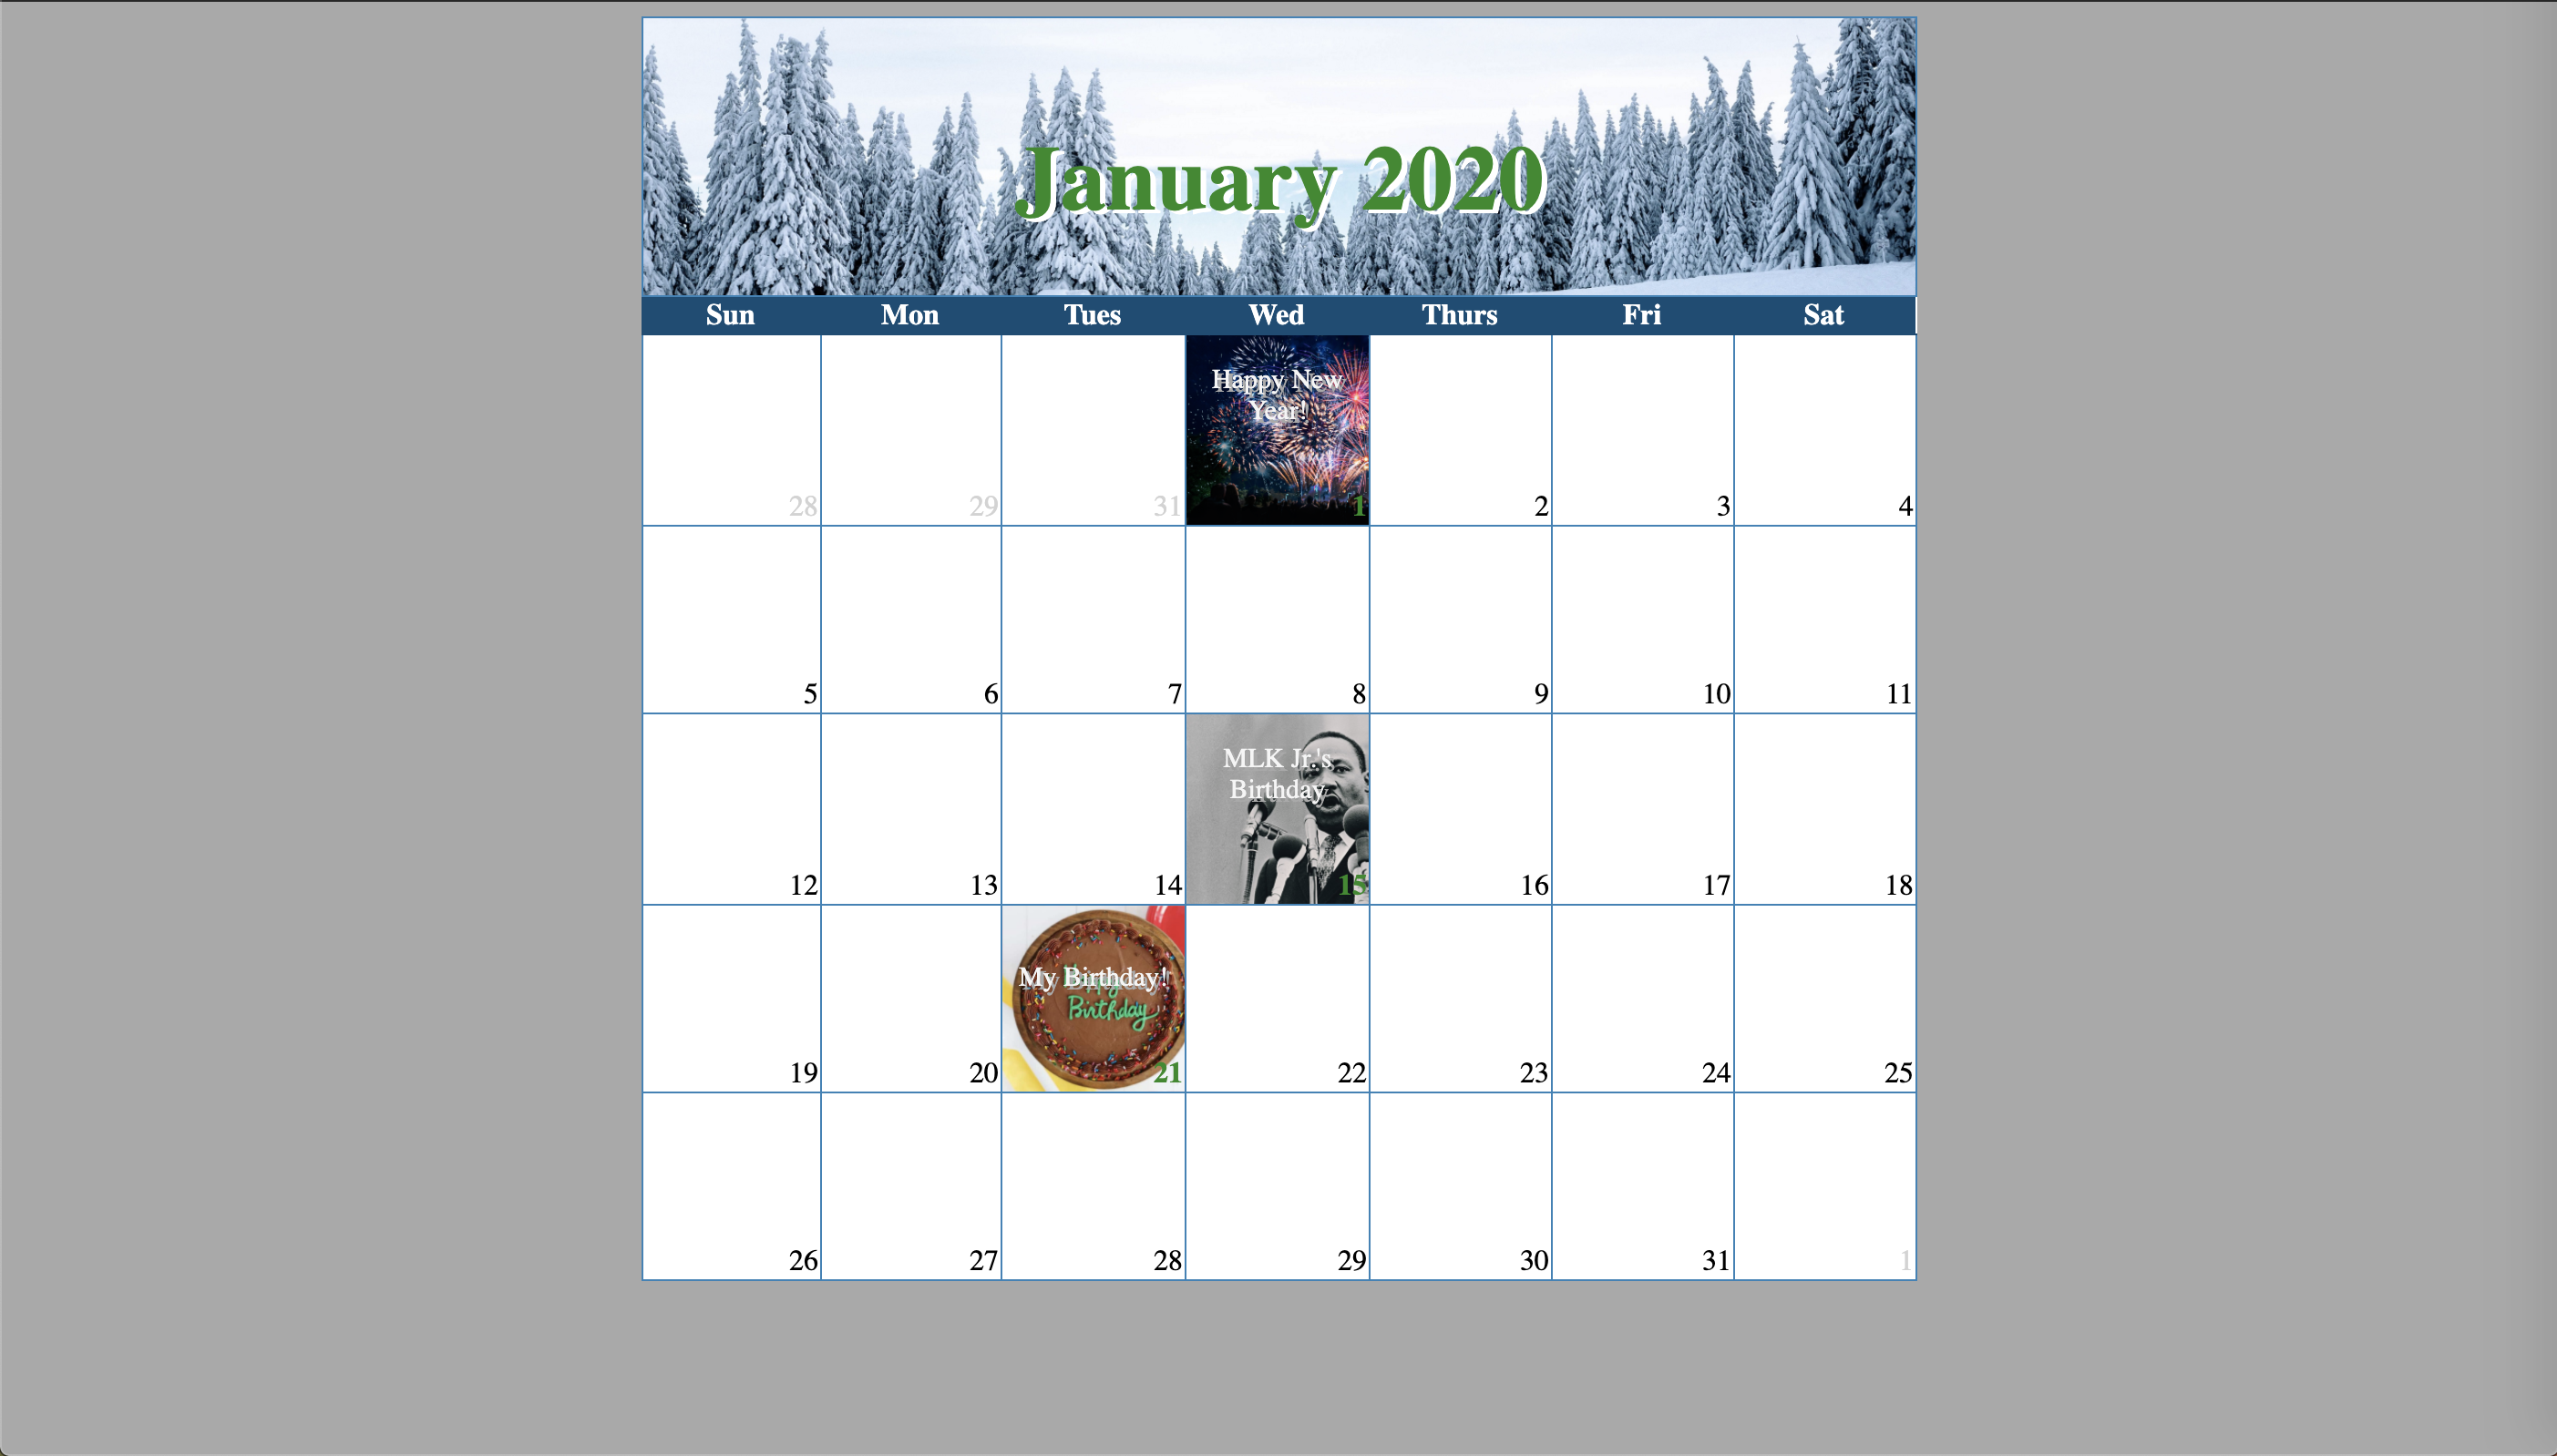 January 2020
Sun Mon Tues Wed Thurs Fri Sat
Happy New
Year!
28 29 31 1 2 3 4
5 6 7 8 9 10 11
MLK Jr.'s
Birthday
12 13 14 15 16 17 18
My Birthday!
Birthday
19 20 21 22 23 24 25
26 27 28 29 30 31 1